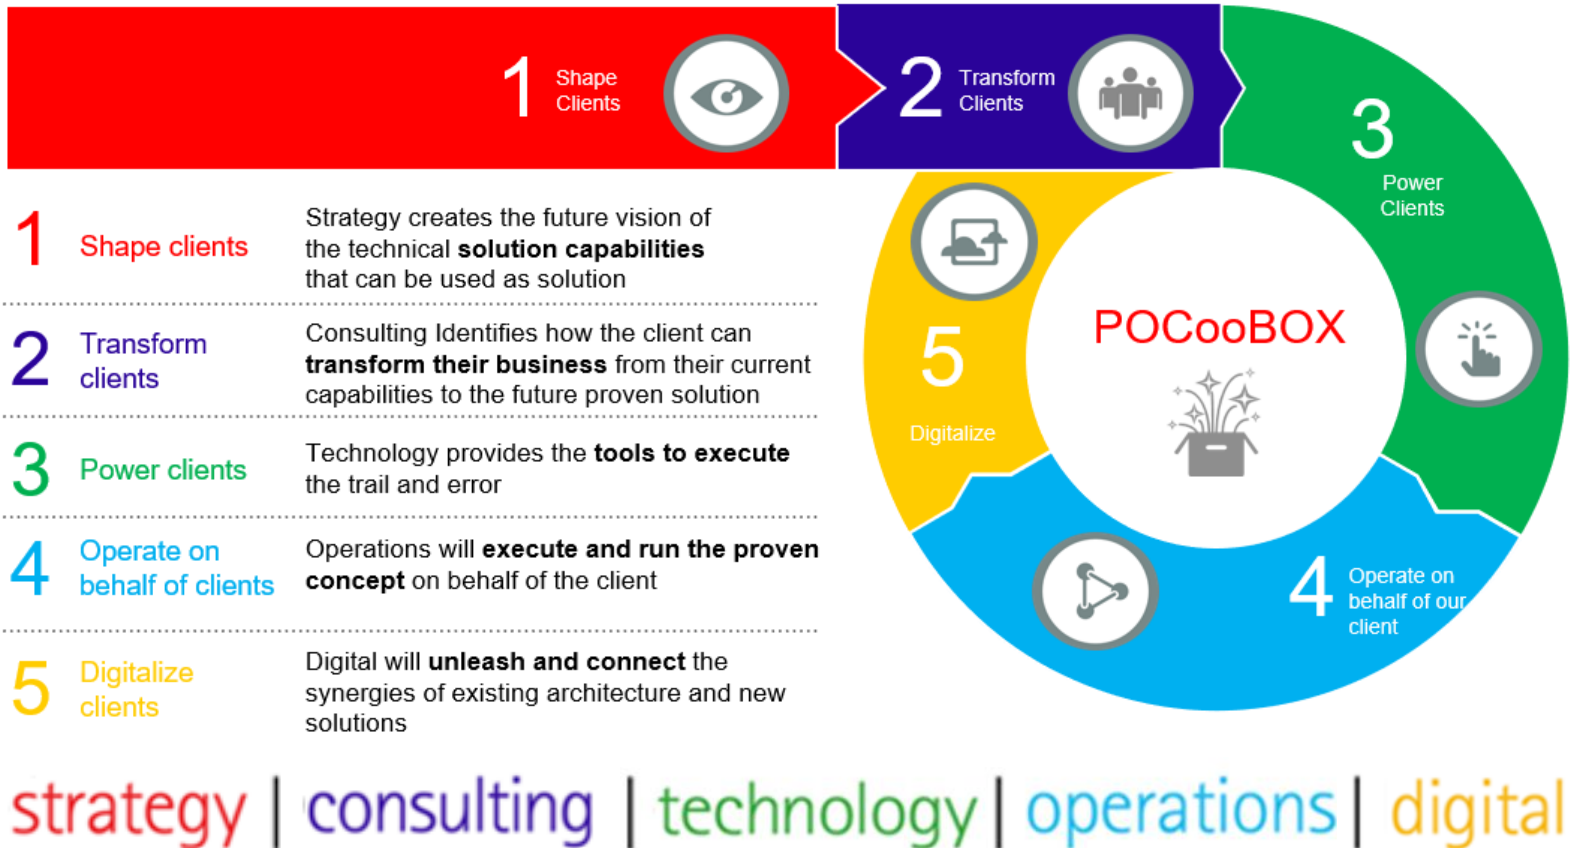 1 Shape
Clients
2 Transform
Clients
3
Power
Clients
1 Shape clients
Strategy creates the future vision of
the technical solution capabilities
that can be used as solution
2 Transform
clients
Consulting Identifies how the client can
transform their business from their current
capabilities to the future proven solution
3 Power clients
Technology provides the tools to execute
the trail and error
4 Operate on
behalf of clients
Operations will execute and run the proven
concept on behalf of the client
5 Digitalize
clients
Digital will unleash and connect the
synergies of existing architecture and new
solutions
POCooBOX
5
Digitalize
4 Operate on
behalf of our
client
strategy | consulting | technology | operations | digital